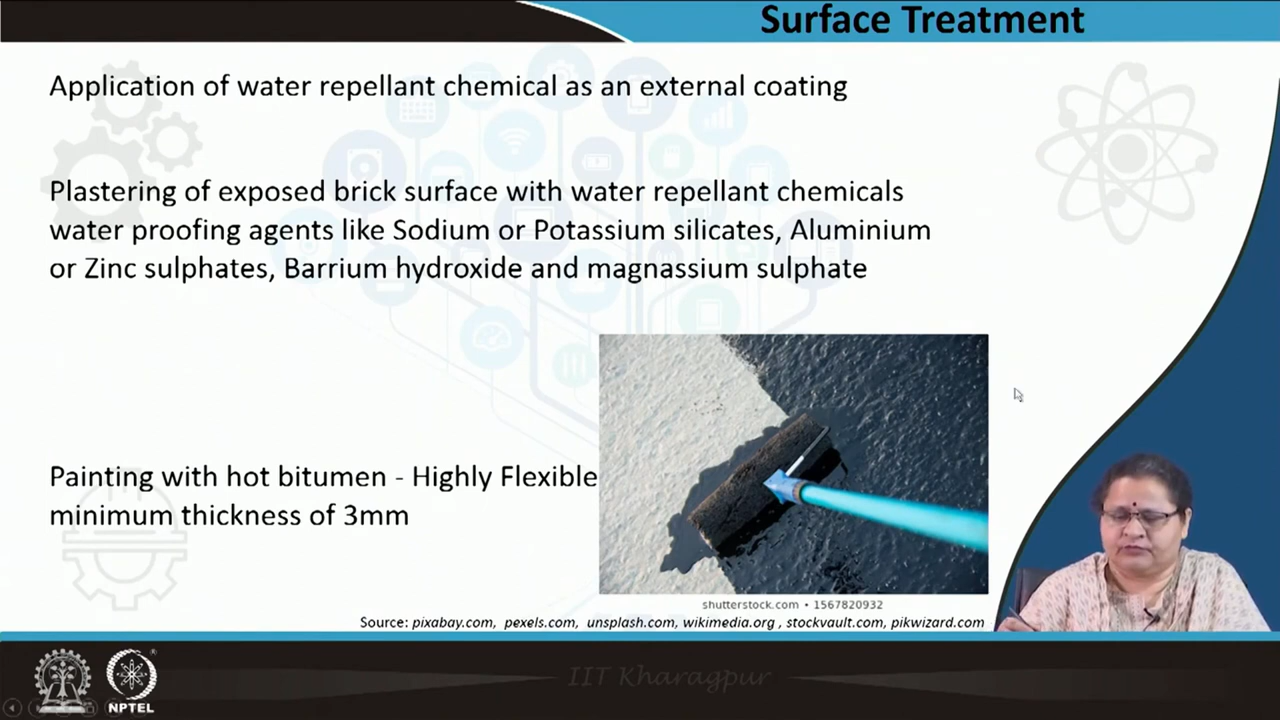 Surface Treatment
Application of water repellant chemical as an external coating
Plastering of exposed brick surface with water repellant chemicals
water proofing agents like Sodium or Potassium silicates, Aluminium
or Zinc sulphates, Barrium hydroxide and magnassium sulphate
Painting with hot bitumen - Highly Flexible
minimum thickness of 3mm
shutterstock.com • 1567820932
Source: pixabay.com, pexels.com, unsplash.com, wikimedia.org , stockvault.com, pikwizard.com
IIT Kharagpur
NPTEL